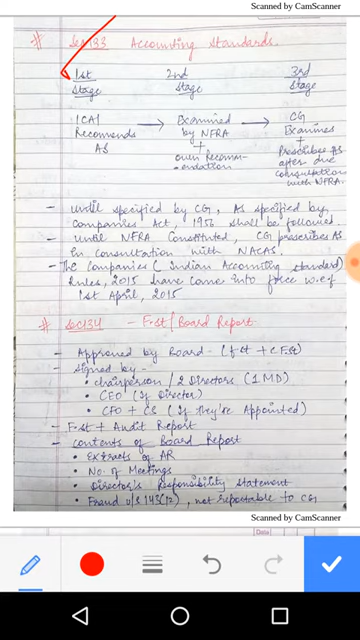 Scanned by CamScanner
# Sec 133 Accounting Standards.
1st Stage
2nd Stage
3rd Stage
ICAI Recommends AS
Examined by NFRA + own Recommendation
CG Examines + Prescribes AS after due consultation with NFRA.
- Until specified by CG, As specified by Companies Act, 1956 shall be followed.
- Until NFRA Constituted, CG prescribes AS in consultation with NACAS.
- The Companies (Indian Accounting Standard) Rules, 2015 have come into force w.e.f 1st April, 2015
# Sec 134 - F.st / Board Report
- Approved by Board - (f.st + C F.st)
- Signed by -
• Chairperson / 2 Directors (1 MD)
• CEO (If Director)
• CFO + CS (If they're Appointed)
- F.st + Audit Report
- Contents of Board Report
• Extracts of AR
• No. of Meetings
• Director's Responsibility Statement
• Fraud u/s 143(12), not reportable to CG
Scanned by CamScanner
Date